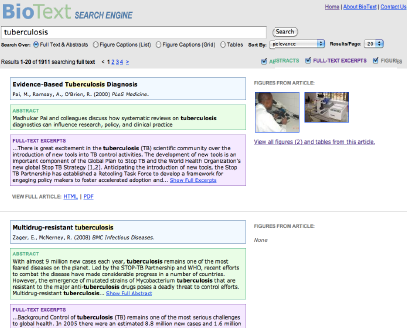 BioText SEARCH ENGINE
Home | About BioText | Contact Us
tuberculosis Search
Search Over: Full Text & Abstracts Figure Captions (List) Figure Captions (Grid) Tables Sort By: relevance Results/Page: 20
Results 1-20 of 1911 searching full text < 1 2 3 4 > ABSTRACTS FULL-TEXT EXCERPTS FIGURES
Evidence-Based Tuberculosis Diagnosis
Pai, M., Ramsay, A., O'Brien, R. (2008) PLoS Medicine.
ABSTRACT
Madhukar Pai and colleagues discuss how systematic reviews on tuberculosis
diagnostics can influence research, policy, and clinical practice
FULL-TEXT EXCERPTS
...There is great excitement in the tuberculosis (TB) scientific community over the
introduction of new tools into TB control activities. The development of new tools is an
important component of the Global Plan to Stop TB and the World Health Organization's
new global Stop TB Strategy [1,2]. Anticipating the introduction of new tools, the Stop
TB Partnership has established a Retooling Task Force to develop a framework for
engaging policy makers to foster accelerated adoption and... Show Full Excerpts
VIEW FULL ARTICLE: HTML | PDF
FIGURES FROM ARTICLE:
View all figures (2) and tables from this article.
Multidrug-resistant tuberculosis
Zager, E., McNerney, R. (2008) BMC Infectious Diseases.
ABSTRACT
With almost 9 million new cases each year, tuberculosis remains one of the most
feared diseases on the planet. Led by the STOP-TB Partnership and WHO, recent efforts
to combat the disease have made considerable progress in a number of countries.
However, the emergence of mutated strains of Mycobacterium tuberculosis that are
resistant to the major anti-tuberculosis drugs poses a deadly threat to control efforts.
Multidrug-resistant tuberculosis... Show Full Abstract
FULL-TEXT EXCERPTS
...Background Control of tuberculosis (TB) remains one of the most serious challenges
to global health. In 2005 there were an estimated 8.8 million new cases and 1.6 million
FIGURES FROM ARTICLE:
None